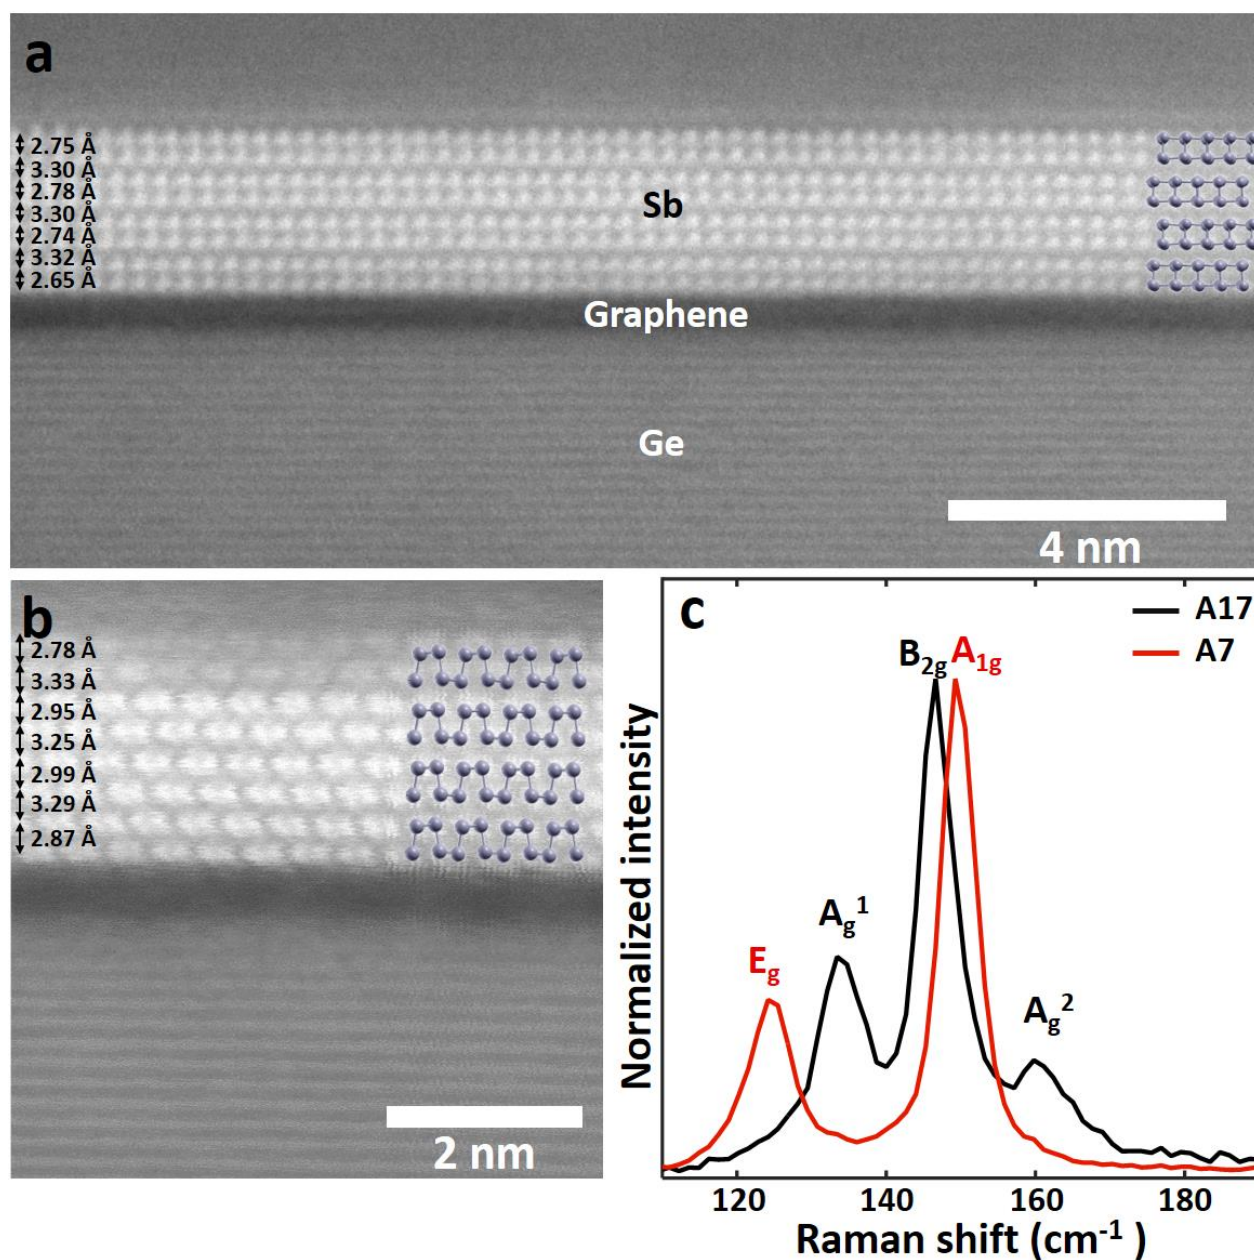 a
2.75 Å
3.30 Å
2.78 Å
3.30 Å
2.74 Å
3.32 Å
2.65 Å
Sb
Graphene
Ge
4 nm
b
2.78 Å
3.33 Å
2.95 Å
3.25 Å
2.99 Å
3.29 Å
2.87 Å
2 nm
c
A17
A7
B2g A1g
Ag1
Eg
Ag2
Normalized intensity
120 140 160 180
Raman shift (cm-1 )